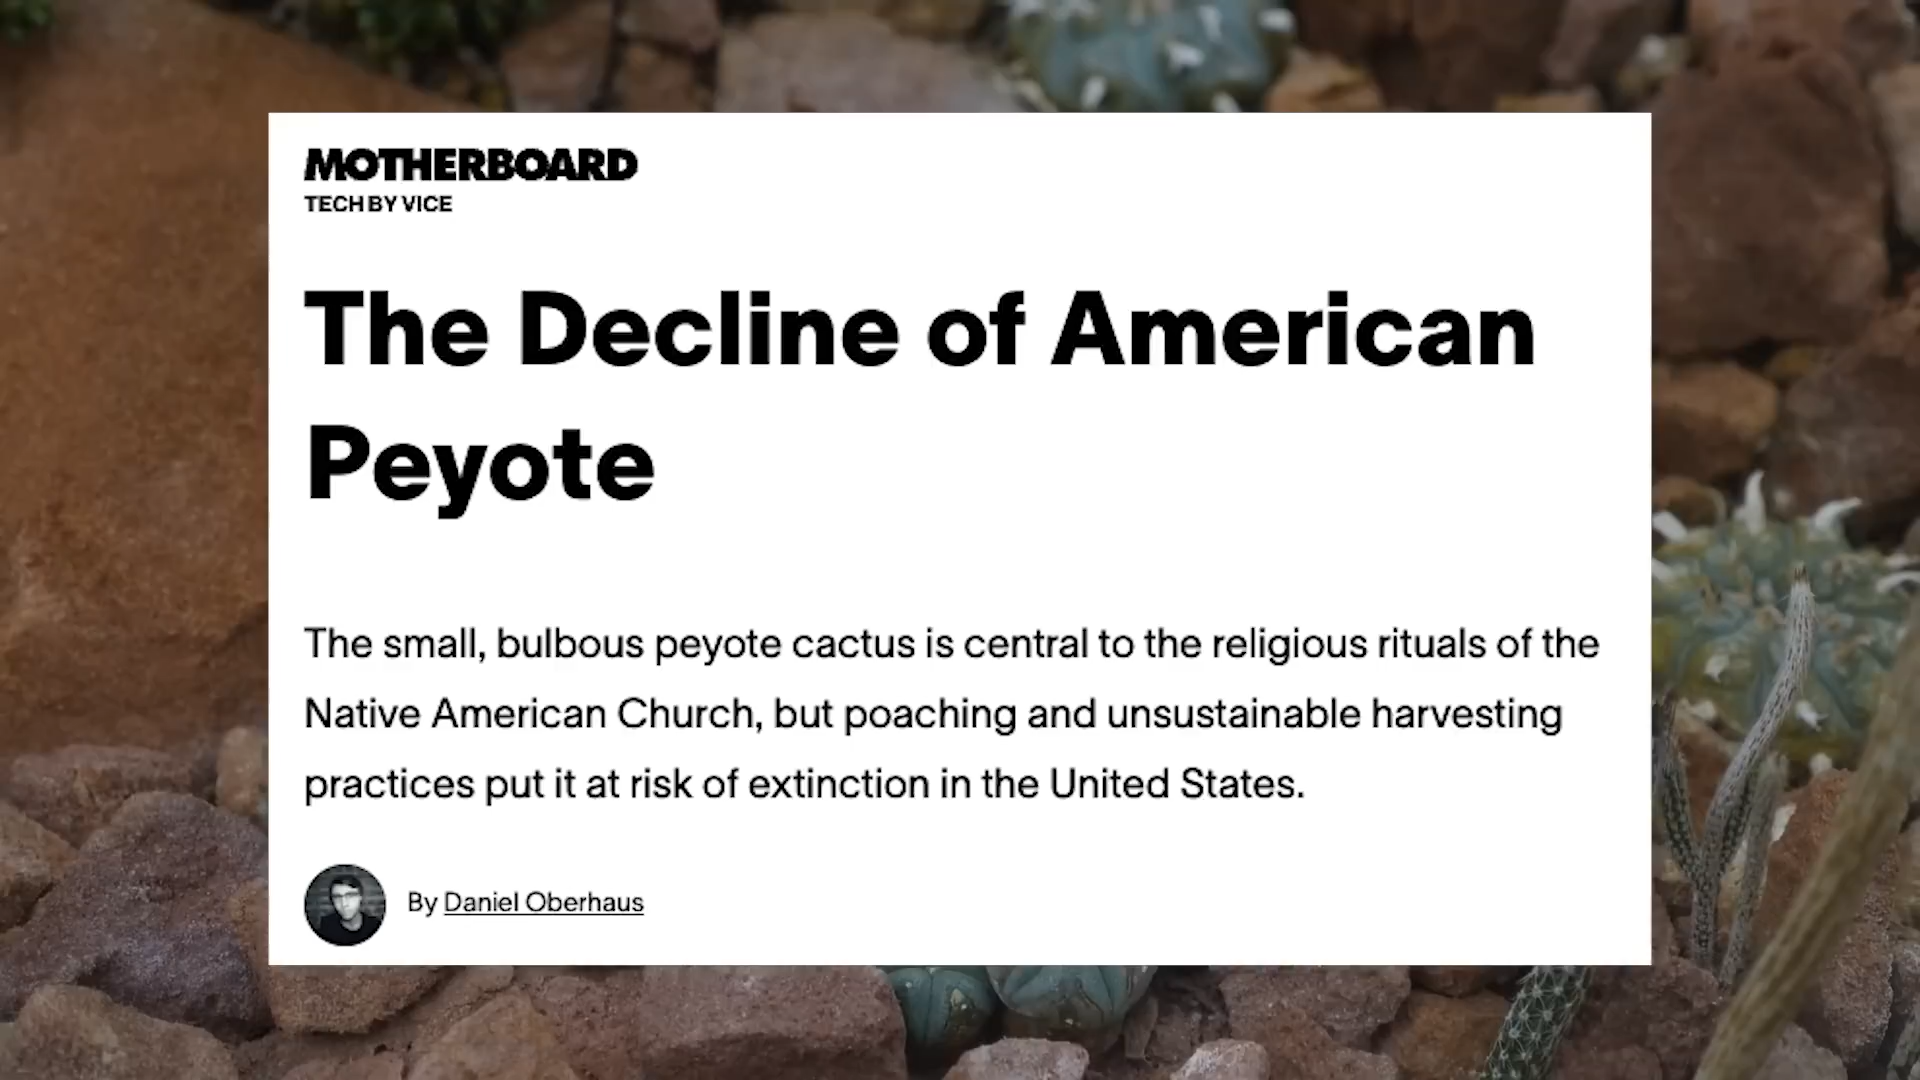 MOTHERBOARD
TECH BY VICE
The Decline of American
Peyote
The small, bulbous peyote cactus is central to the religious rituals of the
Native American Church, but poaching and unsustainable harvesting
practices put it at risk of extinction in the United States.
By Daniel Oberhaus